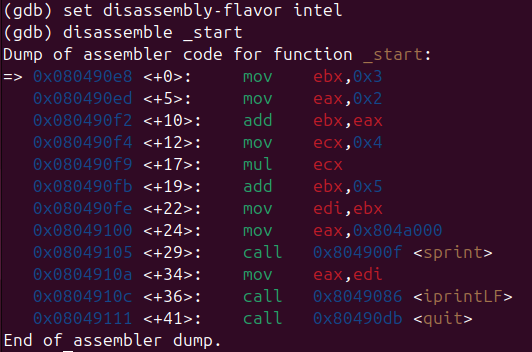 (gdb) set disassembly-flavor intel
(gdb) disassemble _start
Dump of assembler code for function _start:
=> 0x080490e8 <+0>:     mov    ebx,0x3
   0x080490ed <+5>:     mov    eax,0x2
   0x080490f2 <+10>:    add    ebx,eax
   0x080490f4 <+12>:    mov    ecx,0x4
   0x080490f9 <+17>:    mul    ecx
   0x080490fb <+19>:    add    ebx,0x5
   0x080490fe <+22>:    mov    edi,ebx
   0x08049100 <+24>:    mov    eax,0x804a000
   0x08049105 <+29>:    call   0x804900f <sprint>
   0x0804910a <+34>:    mov    eax,edi
   0x0804910c <+36>:    call   0x8049086 <iprintLF>
   0x08049111 <+41>:    call   0x80490db <quit>
End of assembler dump.